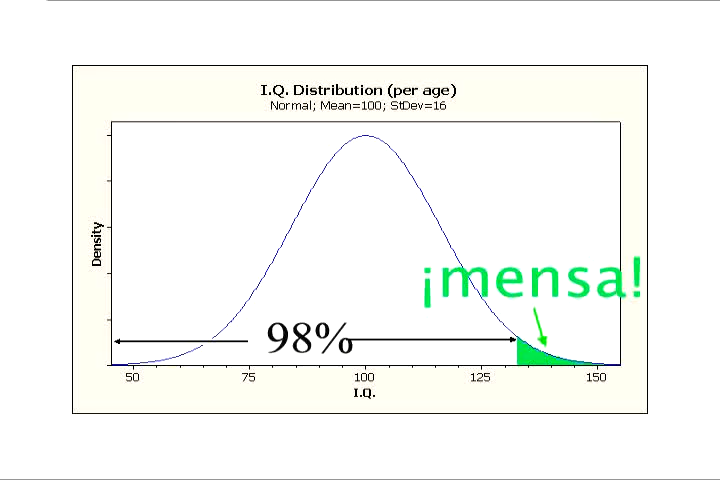 I.Q. Distribution (per age)
Normal; Mean=100; StDev=16
Density
¡mensa!
98%
50 75 100 125 150
I.Q.